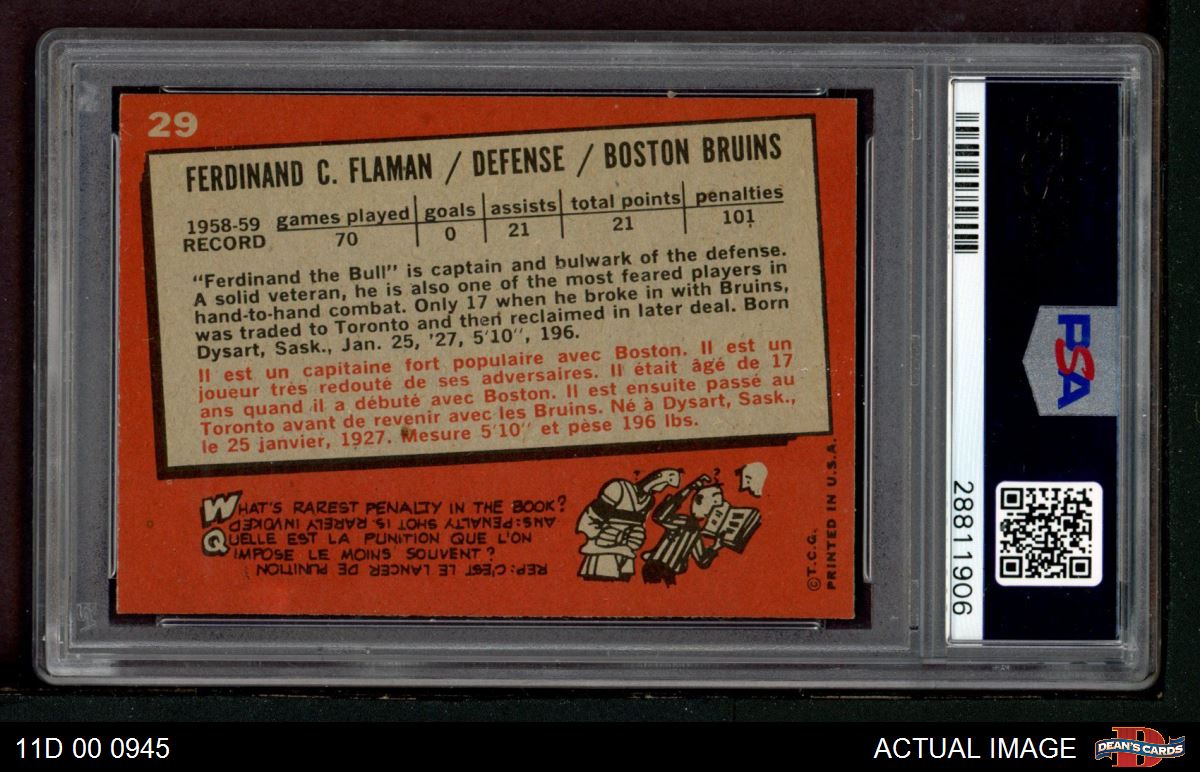 29
FERDINAND C. FLAMAN / DEFENSE / BOSTON BRUINS
1958-59 games played goals assists total points penalties
RECORD 70 0 21 21 101
"Ferdinand the Bull" is captain and bulwark of the defense.
A solid veteran, he is also one of the most feared players in
hand-to-hand combat. Only 17 when he broke in with Bruins,
was traded to Toronto and then reclaimed in later deal. Born
Dysart, Sask., Jan. 25, '27, 5'10", 196.
Il est un capitaine fort populaire avec Boston. Il est un
joueur très redouté de ses adversaires. Il était âgé de 17
ans quand il a débuté avec Boston. Il est ensuite passé au
Toronto avant de revenir avec les Bruins. Né à Dysart, Sask.,
le 25 janvier, 1927. Mesure 5'10" et pèse 196 lbs.
WHAT'S RAREST PENALTY IN THE BOOK?
ANS: PENALTY SHOT IS RARELY INVOKED
QUELLE EST LA PUNITION QUE L'ON
IMPOSE LE MOINS SOUVENT?
REP: C'EST LE LANCER DE PUNITION
©T.C.G.
PRINTED IN U.S.A.
28811906
PSA
11D 00 0945
ACTUAL IMAGE
DEAN'S CARDS